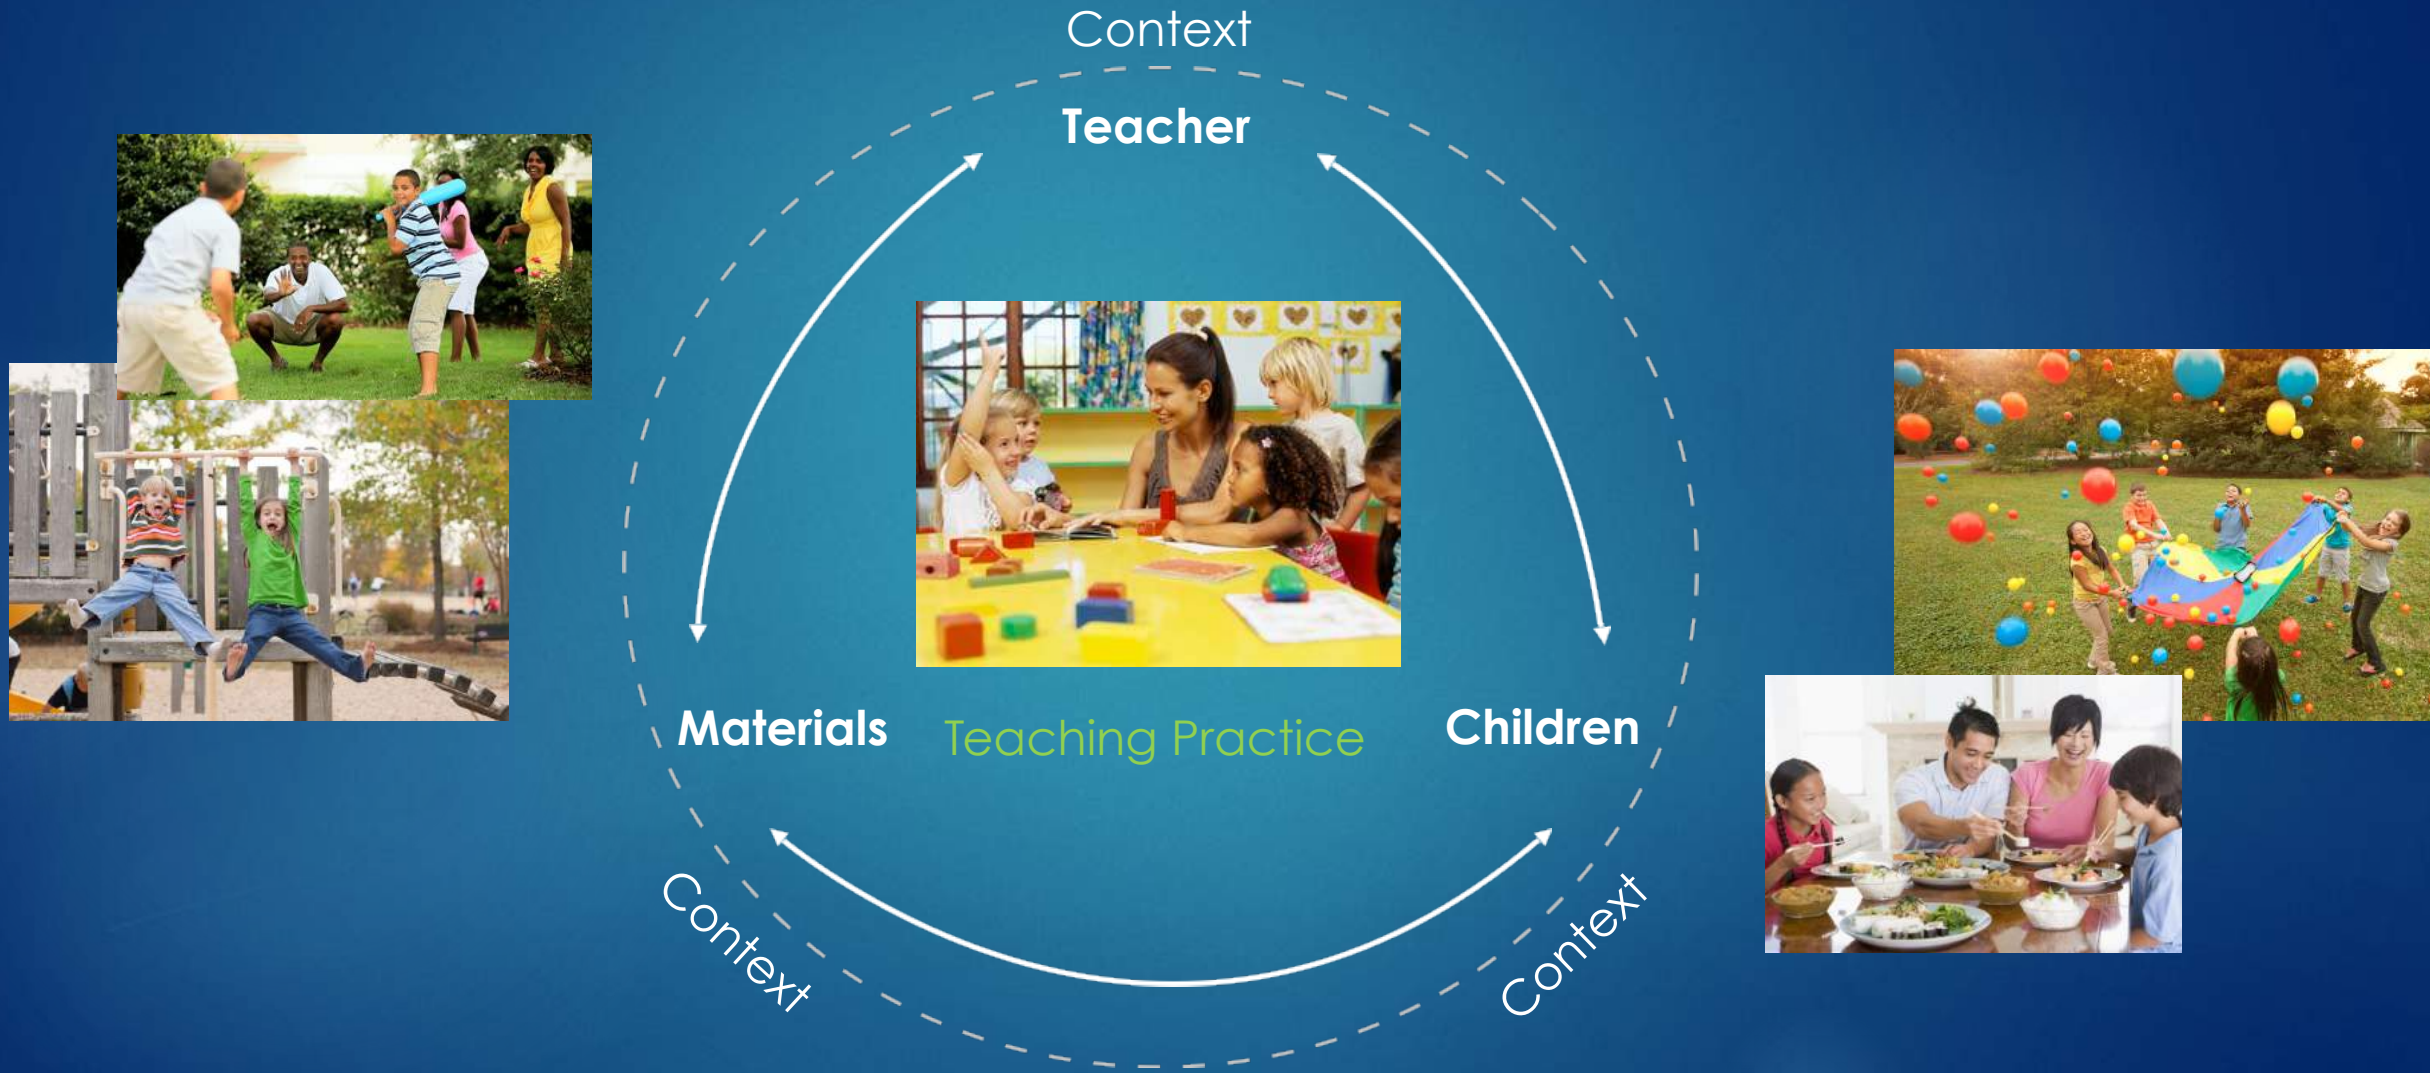 Context
Teacher
Materials
Teaching Practice
Children
Context
Context